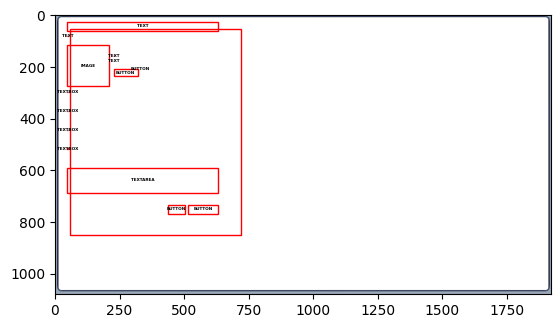 0
200
400
600
800
1000
0
250
500
750
1000
1250
1500
1750
TEXT
TEXT
IMAGE
TEXT
TEXT
BUTTON
BUTTON
TEXTBOX
TEXTBOX
TEXTBOX
TEXTBOX
TEXTAREA
BUTTON
BUTTON